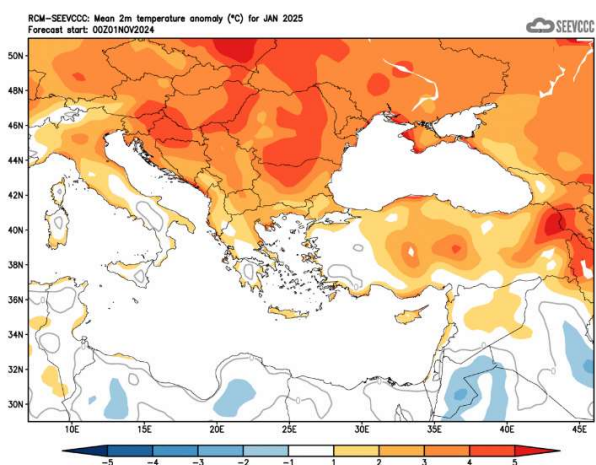 RCM-SEEVCCC: Mean 2m temperature anomaly (°C) for JAN 2025
Forecast start: 00Z01NOV2024
SEEVCCC
50N
48N
46N
44N
42N
40N
38N
36N
34N
32N
30N
10E 15E 20E 25E 30E 35E 40E 45E
-5 -4 -3 -2 -1 1 2 3 4 5